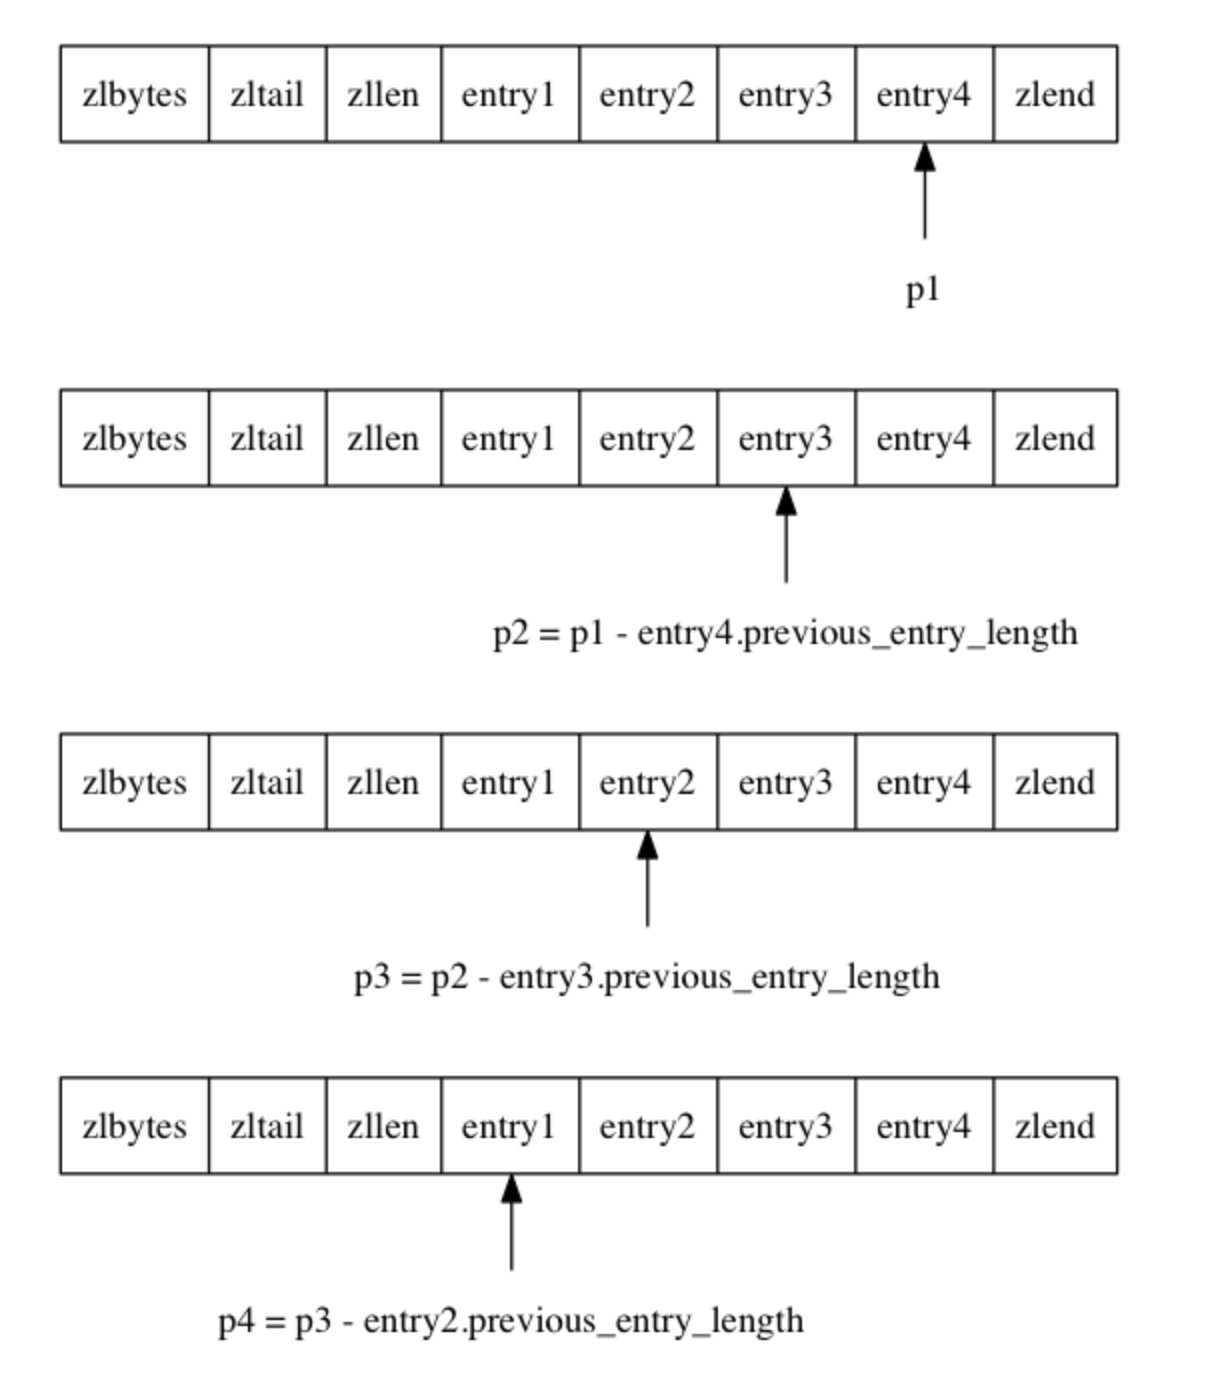 zlbytes zltail zllen entry1 entry2 entry3 entry4 zlend
p1
zlbytes zltail zllen entry1 entry2 entry3 entry4 zlend
p2 = p1 - entry4.previous_entry_length
zlbytes zltail zllen entry1 entry2 entry3 entry4 zlend
p3 = p2 - entry3.previous_entry_length
zlbytes zltail zllen entry1 entry2 entry3 entry4 zlend
p4 = p3 - entry2.previous_entry_length